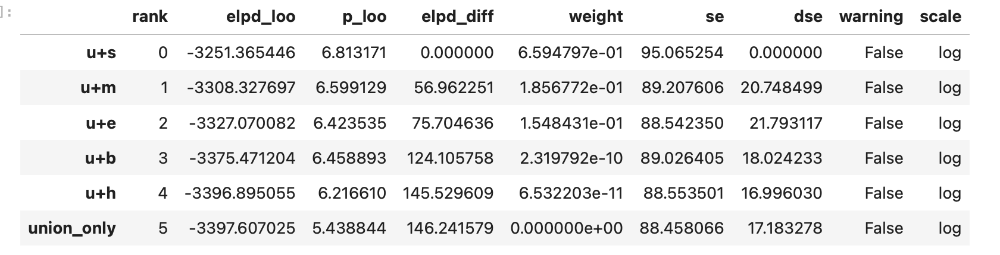 ]:
rank elpd_loo p_loo elpd_diff weight se dse warning scale
u+s 0 -3251.365446 6.813171 0.000000 6.594797e-01 95.065254 0.000000 False log
u+m 1 -3308.327697 6.599129 56.962251 1.856772e-01 89.207606 20.748499 False log
u+e 2 -3327.070082 6.423535 75.704636 1.548431e-01 88.542350 21.793117 False log
u+b 3 -3375.471204 6.458893 124.105758 2.319792e-10 89.026405 18.024233 False log
u+h 4 -3396.895055 6.216610 145.529609 6.532203e-11 88.553501 16.996030 False log
union_only 5 -3397.607025 5.438844 146.241579 0.000000e+00 88.458066 17.183278 False log